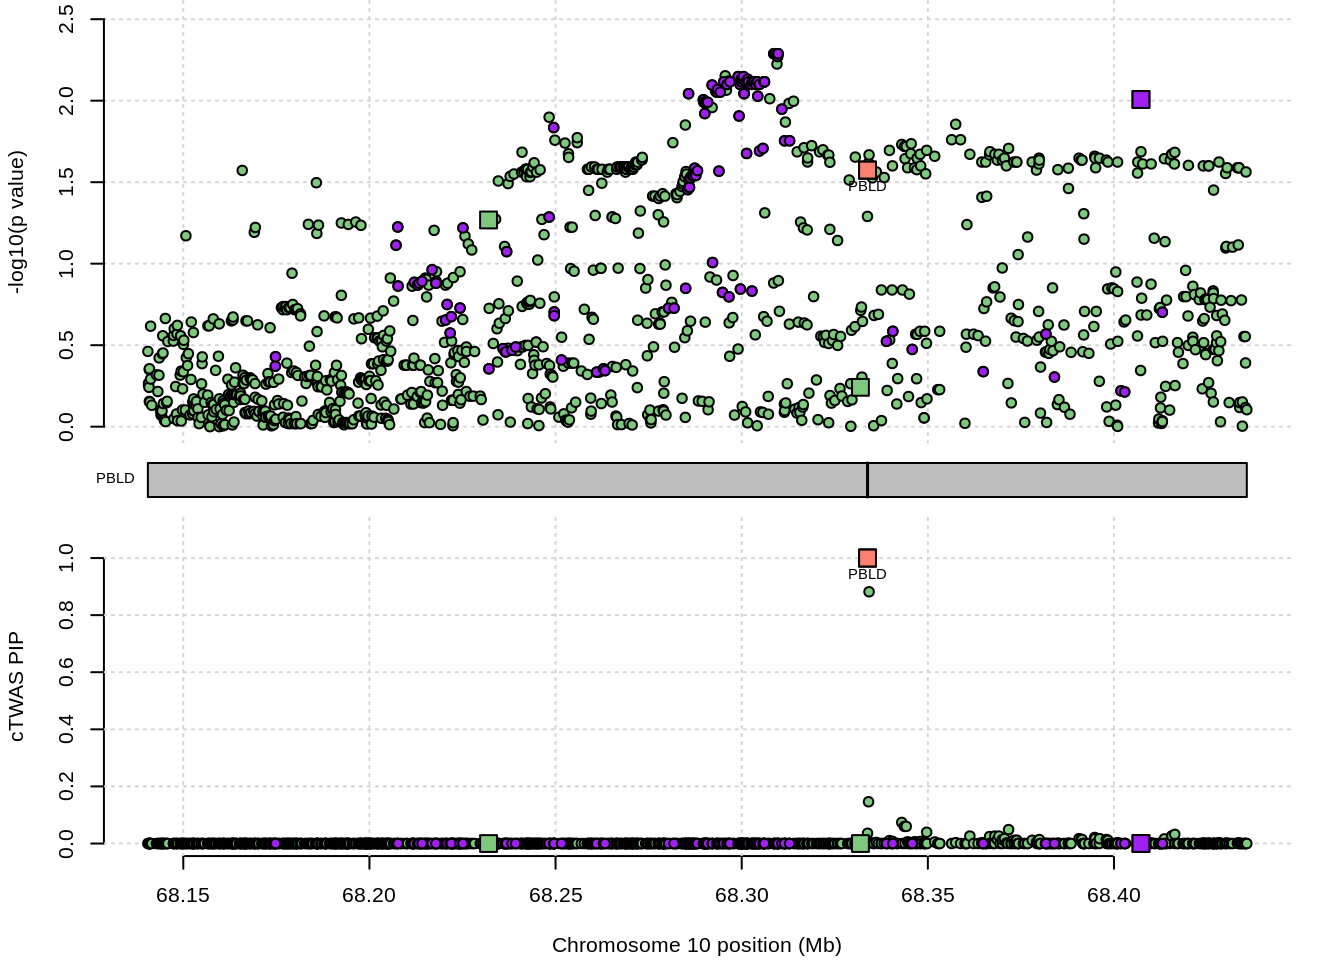 2.5
2.0
1.5
1.0
0.5
0.0
-log10(p value)
PBLD
PBLD
1.0
0.8
0.6
0.4
0.2
0.0
cTWAS PIP
PBLD
68.15 68.20 68.25 68.30 68.35 68.40
Chromosome 10 position (Mb)